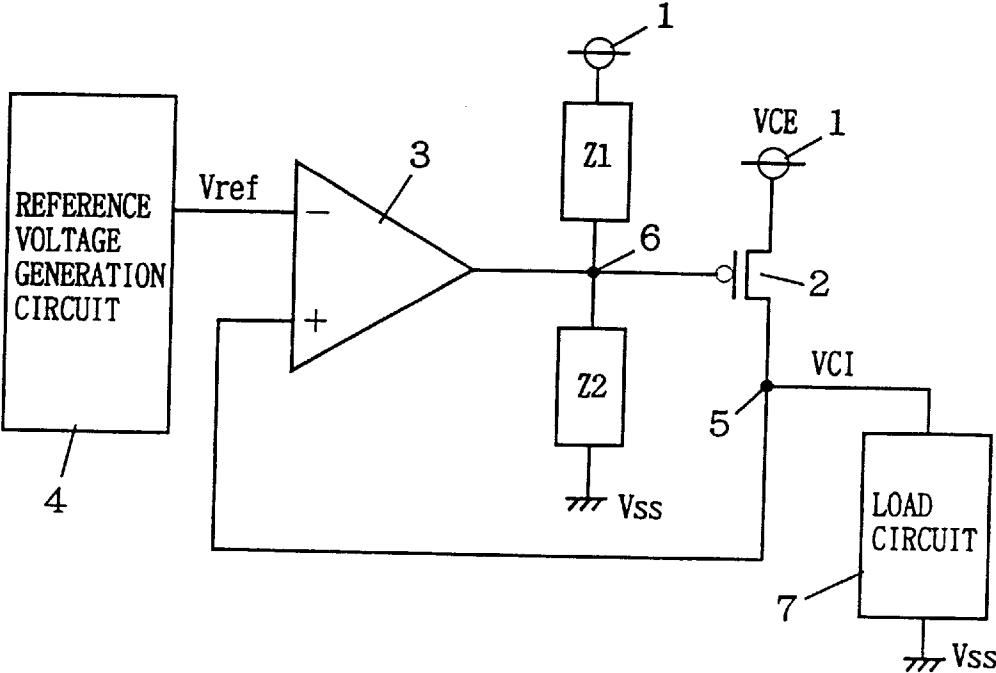 1
3
Z1
VCE
1
Vref
−
REFERENCE
VOLTAGE
GENERATION
CIRCUIT
6
2
+
Z2
VCI
5
4
Vss
LOAD
CIRCUIT
7
Vss